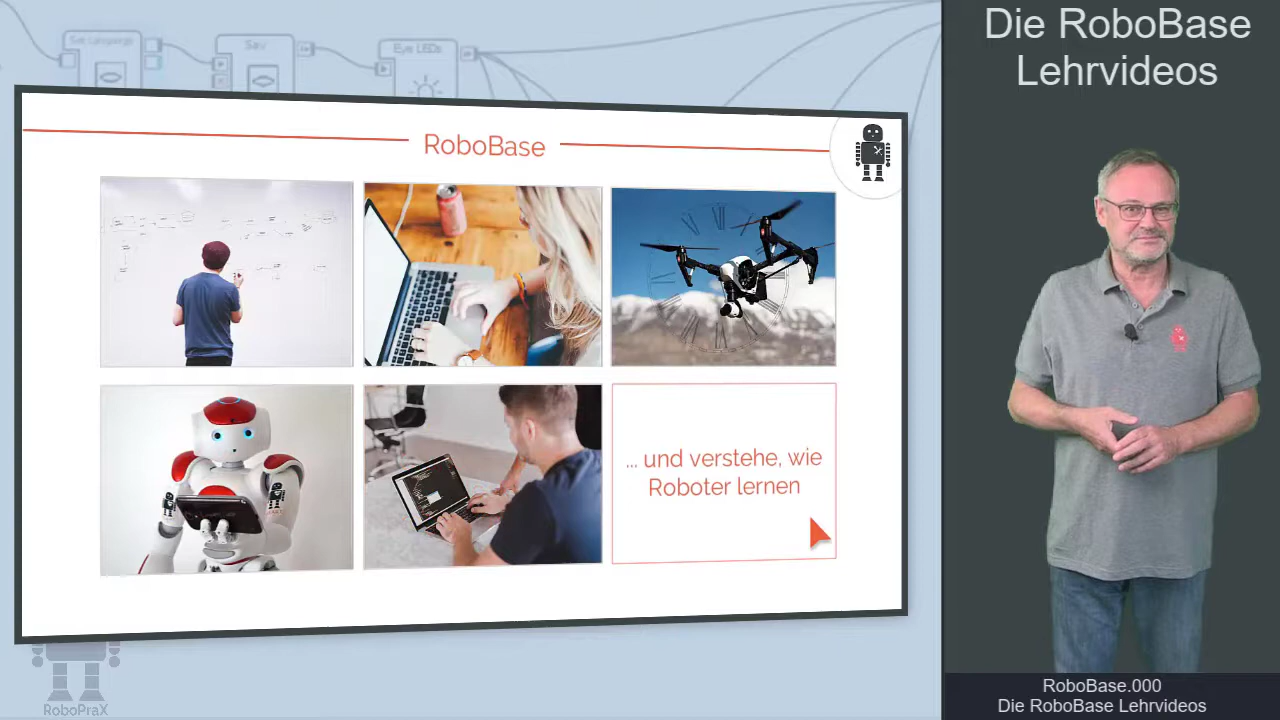 Set Language
Say
Eye LEDs
RoboBase
... und verstehe, wie
Roboter lernen
RoboPraX
Die RoboBase
Lehrvideos
RoboBase.000
Die RoboBase Lehrvideos